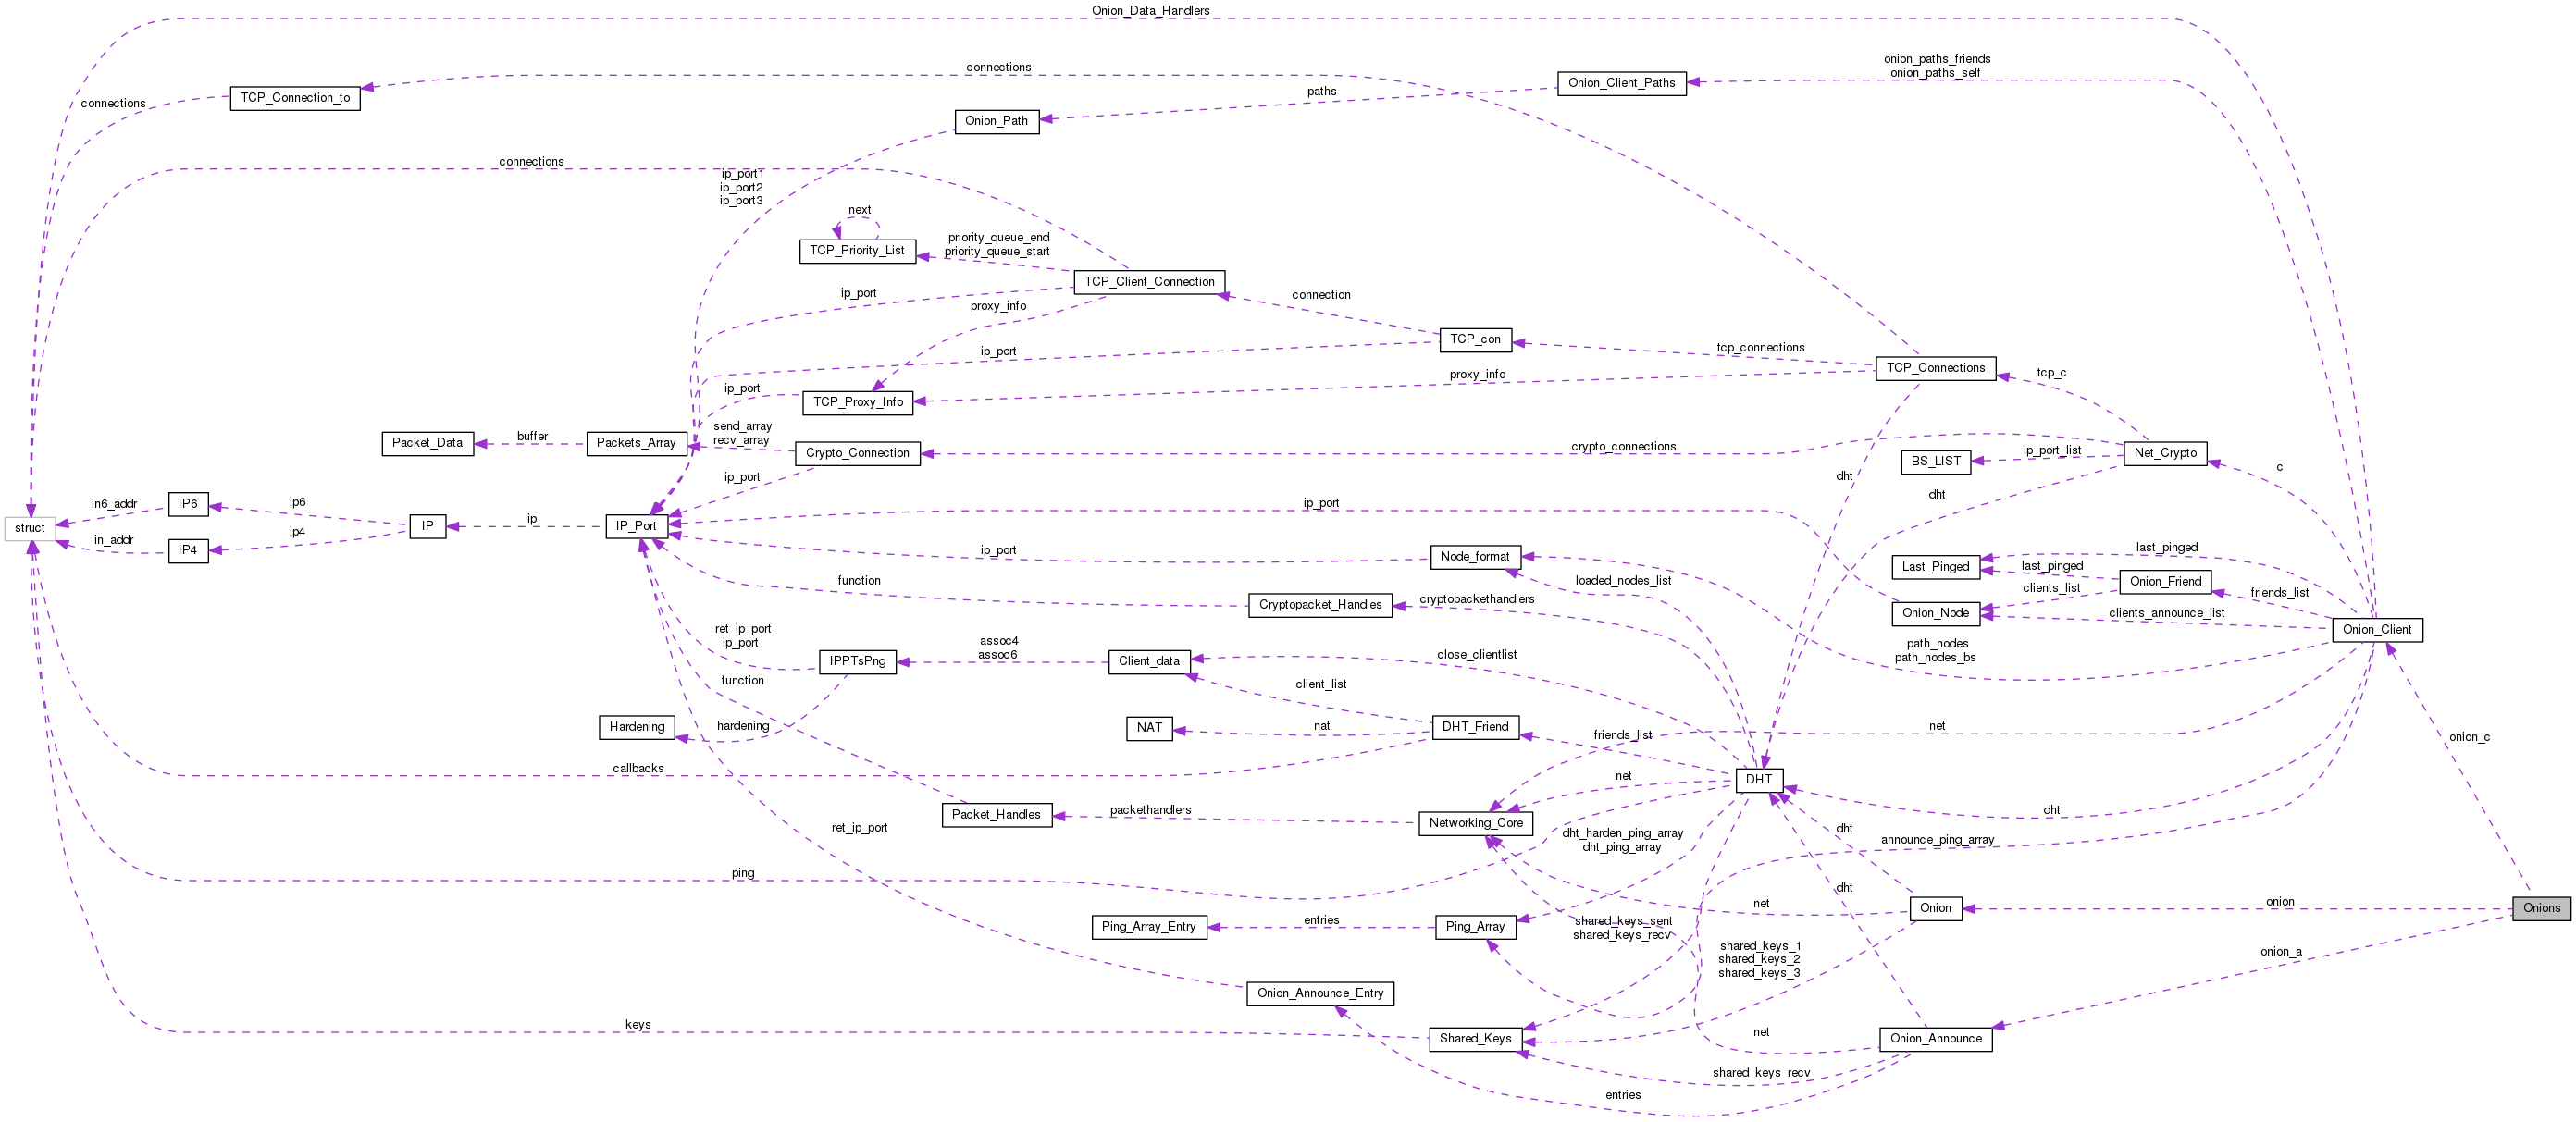 Onion_Data_Handlers
connections
onion_paths_friends
onion_paths_self
TCP_Connection_to
connections
Onion_Client_Paths
paths
Onion_Path
connections
ip_port1
ip_port2
ip_port3
next
TCP_Priority_List
priority_queue_end
priority_queue_start
TCP_Client_Connection
ip_port
proxy_info
connection
TCP_con
ip_port
tcp_connections
TCP_Connections
proxy_info
tcp_c
ip_port
TCP_Proxy_Info
Packet_Data
buffer
Packets_Array
send_array
recv_array
Crypto_Connection
crypto_connections
BS_LIST
ip_port_list
Net_Crypto
c
ip_port
dht
dht
struct
in6_addr
IP6
ip6
in_addr
IP4
ip4
IP
ip
IP_Port
ip_port
ip_port
Node_format
last_pinged
Last_Pinged
last_pinged
Onion_Friend
friends_list
clients_list
Onion_Node
clients_announce_list
Onion_Client
function
Cryptopacket_Handles
cryptopackethandlers
loaded_nodes_list
path_nodes
path_nodes_bs
ret_ip_port
ip_port
IPPTsPng
assoc4
assoc6
Client_data
close_clientlist
function
client_list
Hardening
hardening
NAT
nat
DHT_Friend
friends_list
net
onion_c
callbacks
net
DHT
Packet_Handles
packethandlers
Networking_Core
dht
ret_ip_port
dht_harden_ping_array
dht_ping_array
dht
announce_ping_array
ping
dht
Ping_Array_Entry
entries
Ping_Array
shared_keys_sent
shared_keys_recv
net
Onion
onion
Onions
shared_keys_1
shared_keys_2
shared_keys_3
onion_a
Onion_Announce_Entry
keys
Shared_Keys
net
Onion_Announce
shared_keys_recv
entries